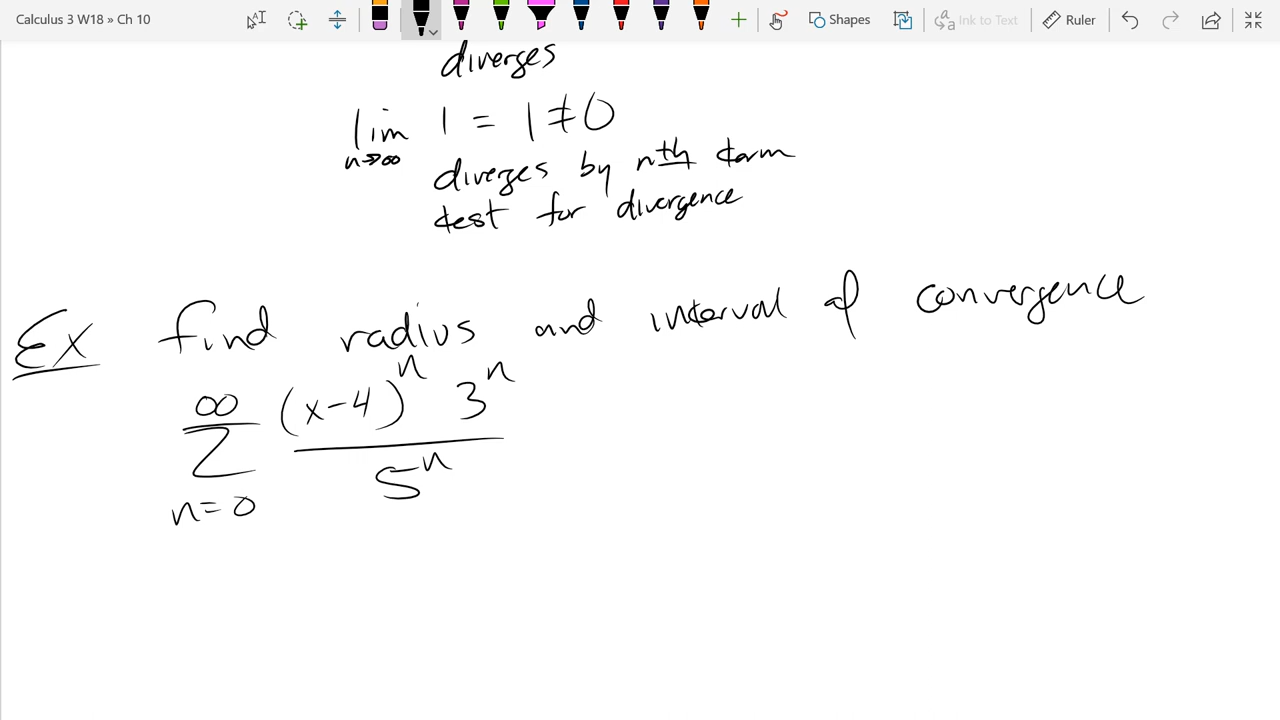 Calculus 3 W18 » Ch 10 Shapes Ink to Text Ruler
diverges
lim 1 = 1 ≠ 0
n→∞
diverges by nth term
test for divergence
Ex find radius and interval of convergence
∞ (x-4)^n 3^n
Σ
5^n
n=0